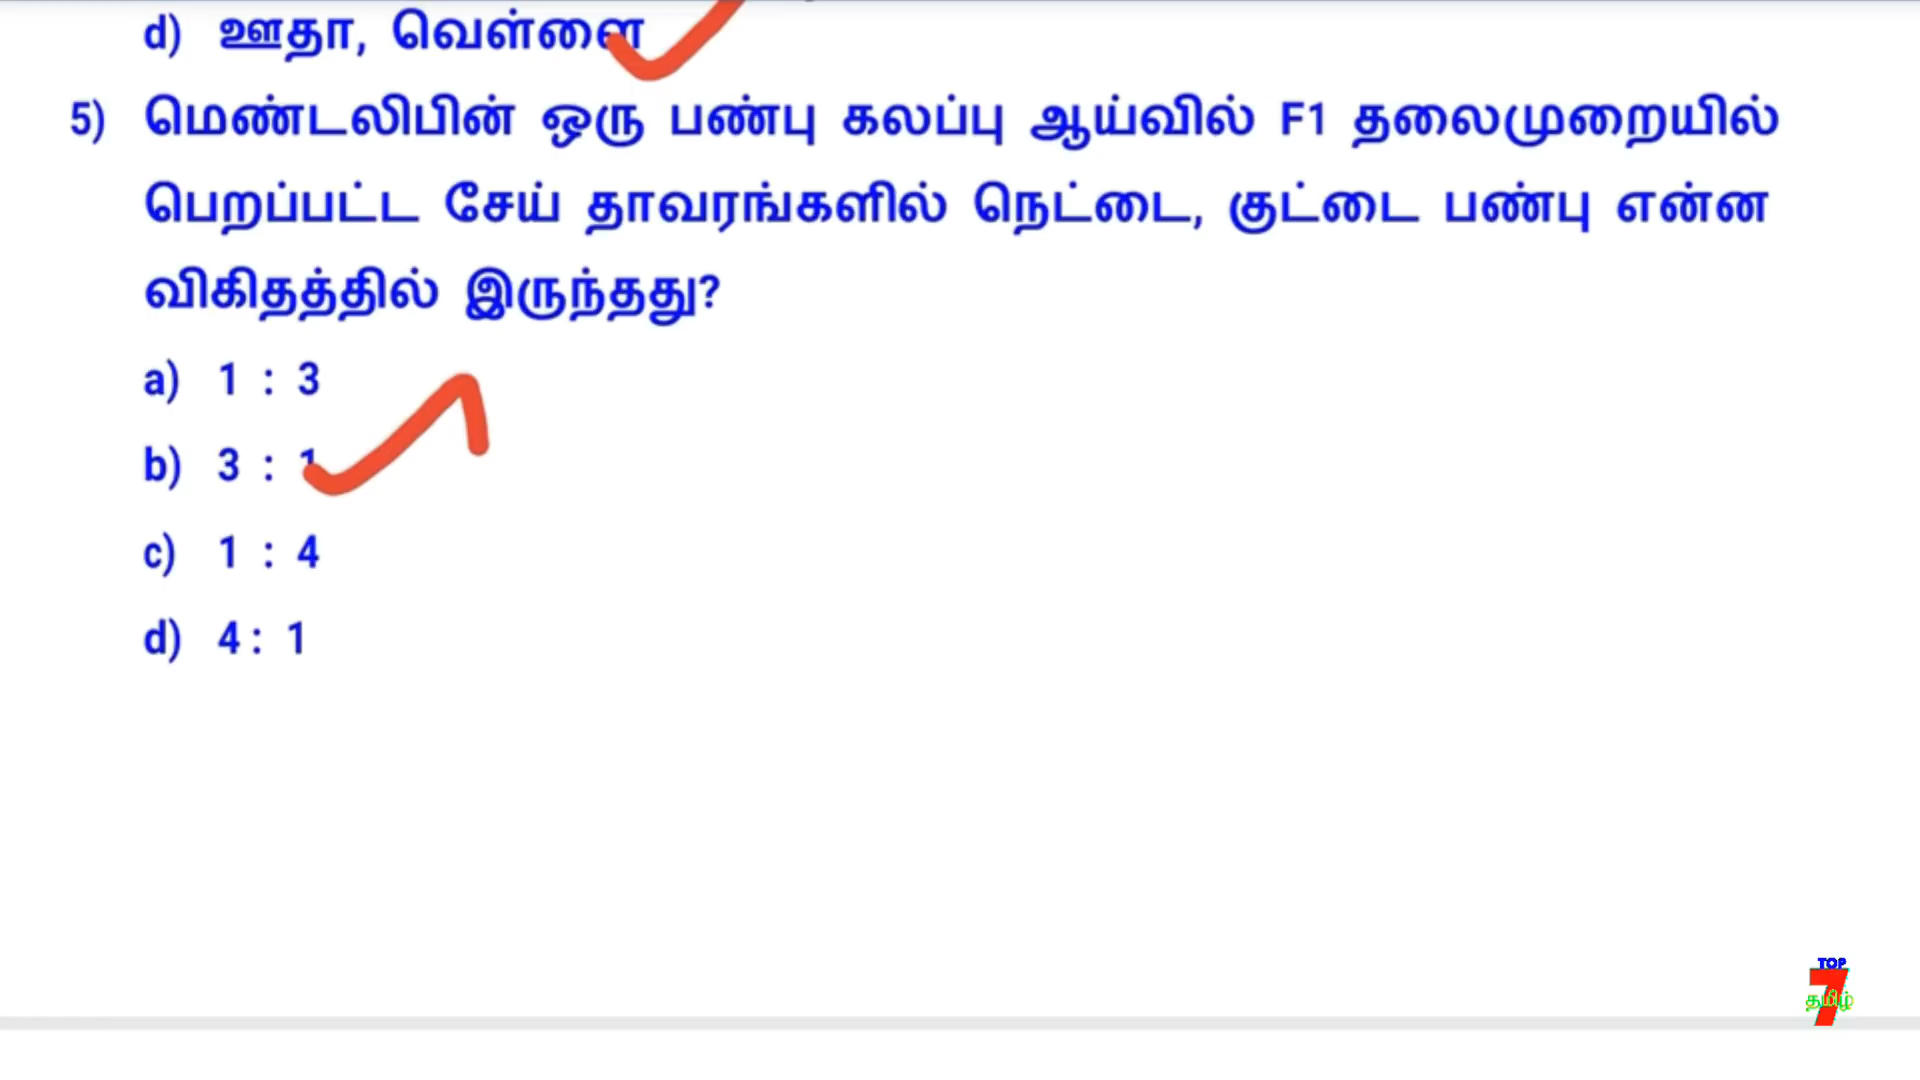 d) ஊதா, வெள்ளை
5) மெண்டலிபின் ஒரு பண்பு கலப்பு ஆய்வில் F1 தலைமுறையில்
பெறப்பட்ட சேய் தாவரங்களில் நெட்டை, குட்டை பண்பு என்ன
விகிதத்தில் இருந்தது?
a) 1 : 3
b) 3 : 1
c) 1 : 4
d) 4 : 1
TOP
7
தமிழ்